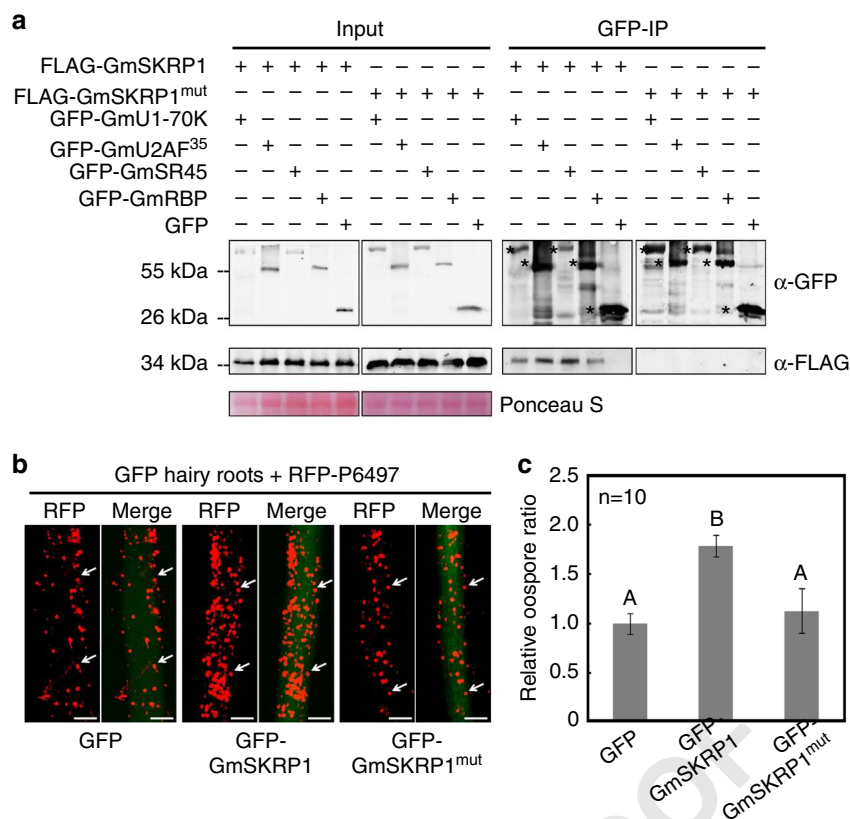 a
Input GFP-IP
FLAG-GmSKRP1 + + + + + − − − − − + + + + + − − − − −
FLAG-GmSKRP1mut − − − − − + + + + + − − − − − + + + + +
GFP-GmU1-70K + − − − − + − − − − + − − − − + − − − −
GFP-GmU2AF35 − + − − − − + − − − − + − − − − + − − −
GFP-GmSR45 − − + − − − − + − − − − + − − − − + − −
GFP-GmRBP − − − + − − − − + − − − − + − − − − + −
GFP − − − − + − − − − + − − − − + − − − − +
55 kDa
α-GFP
26 kDa
34 kDa α-FLAG
Ponceau S
b
GFP hairy roots + RFP-P6497
RFP Merge RFP Merge RFP Merge
GFP GFP-GmSKRP1 GFP-GmSKRP1mut
c
Relative oospore ratio
2.5
2.0
1.5
1.0
0.5
0
n=10
A B A
GFP
GFP-GmSKRP1
GFP-GmSKRP1mut